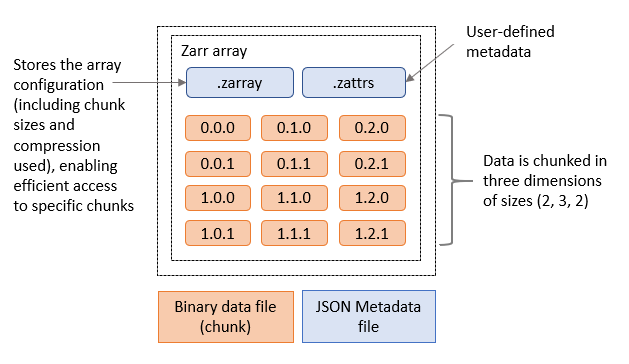 Zarr array
.zarray
.zattrs
Stores the array
configuration
(including chunk
sizes and
compression
used), enabling
efficient access
to specific chunks
User-defined
metadata
0.0.0
0.1.0
0.2.0
0.0.1
0.1.1
0.2.1
1.0.0
1.1.0
1.2.0
1.0.1
1.1.1
1.2.1
Data is chunked in
three dimensions
of sizes (2, 3, 2)
Binary data file
(chunk)
JSON Metadata
file